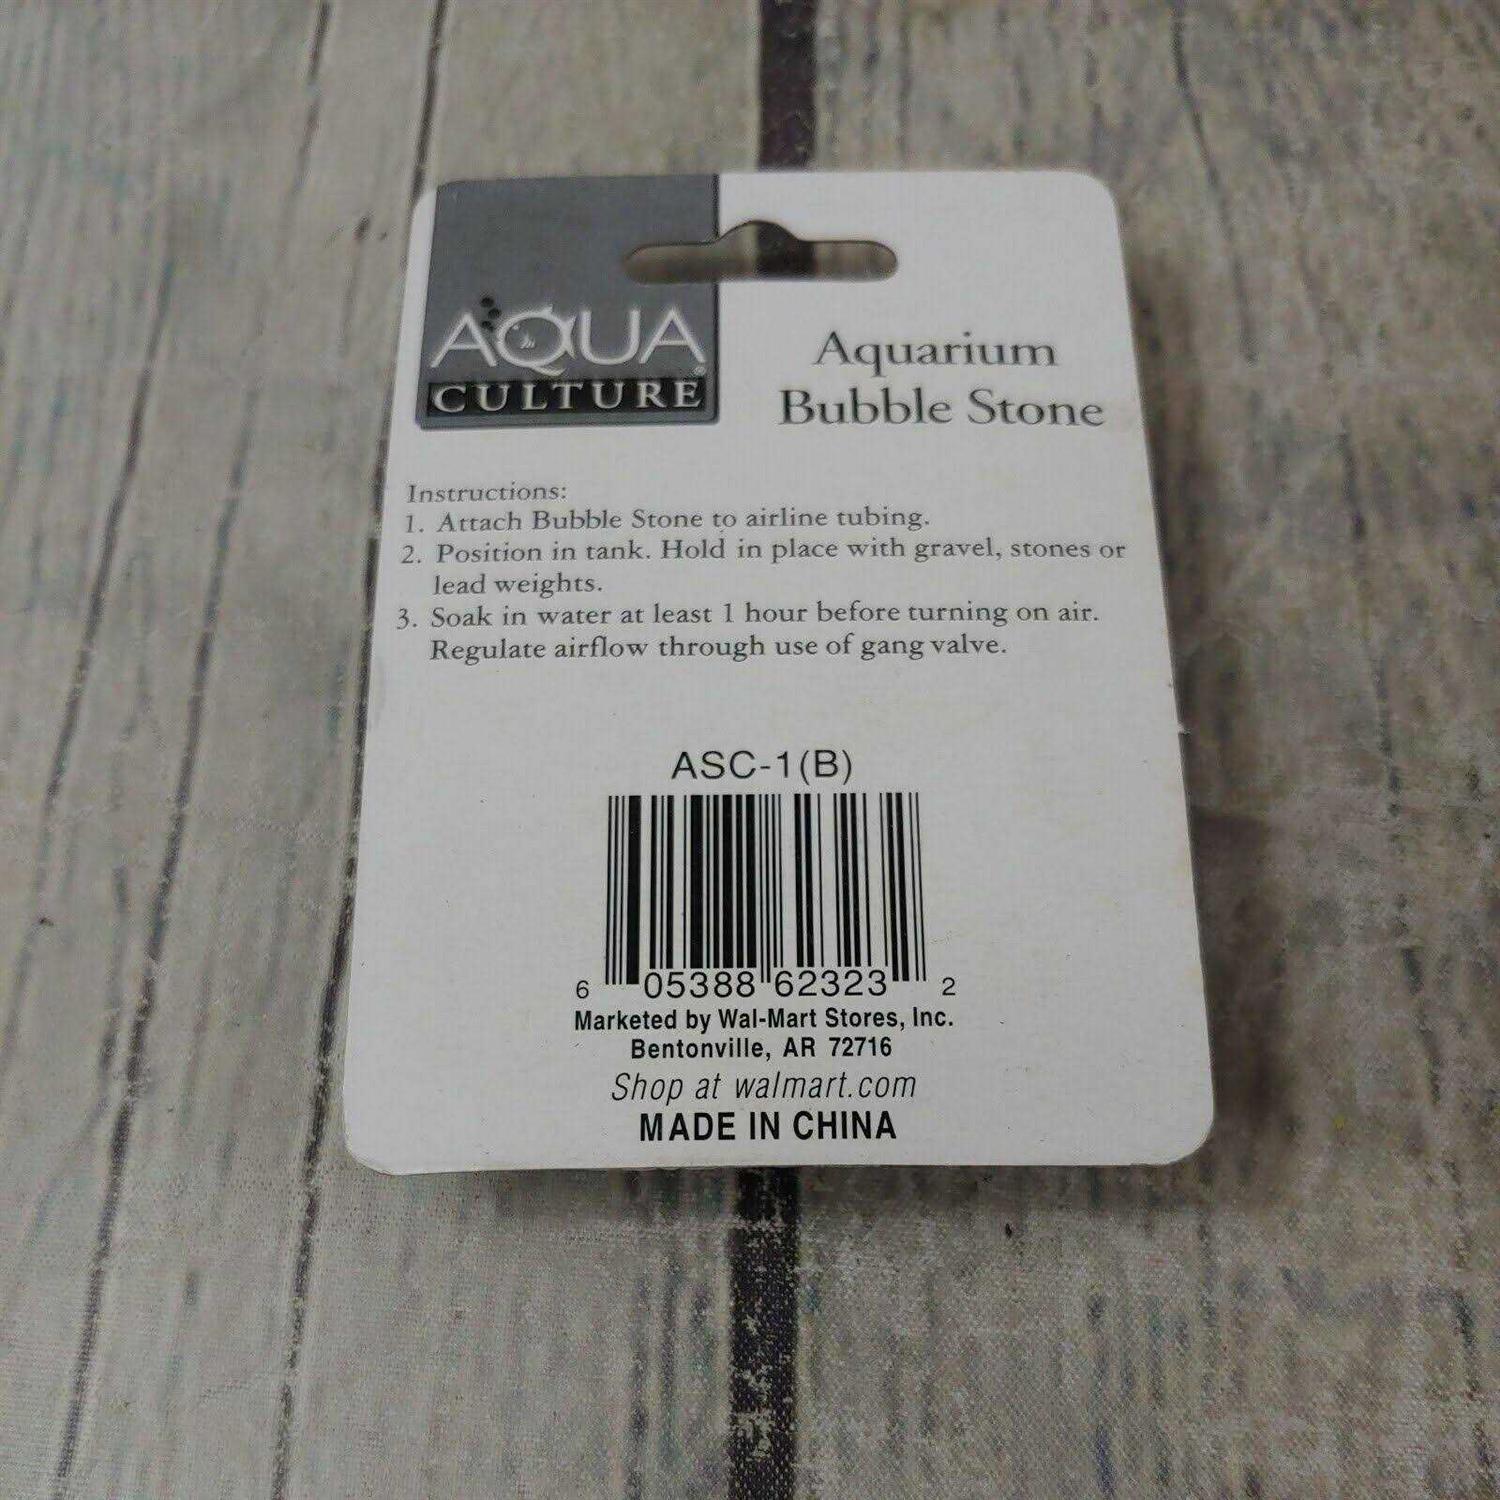 AQUA
CULTURE
®
Aquarium
Bubble Stone
Instructions:
1. Attach Bubble Stone to airline tubing.
2. Position in tank. Hold in place with gravel, stones or
lead weights.
3. Soak in water at least 1 hour before turning on air.
Regulate airflow through use of gang valve.
ASC-1(B)
6 05388 62323 2
Marketed by Wal-Mart Stores, Inc.
Bentonville, AR 72716
Shop at walmart.com
MADE IN CHINA